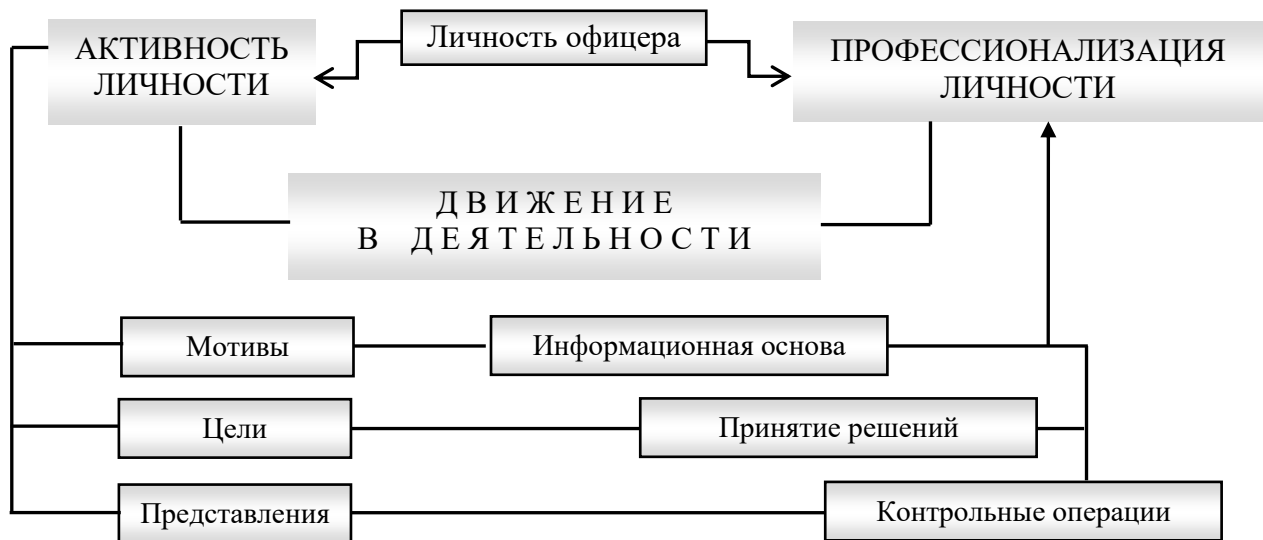 Личность офицера
АКТИВНОСТЬ
ЛИЧНОСТИ
ПРОФЕССИОНАЛИЗАЦИЯ
ЛИЧНОСТИ
Д В И Ж Е Н И Е
В Д Е Я Т Е Л Ь Н О С Т И
Мотивы
Информационная основа
Цели
Принятие решений
Представления
Контрольные операции